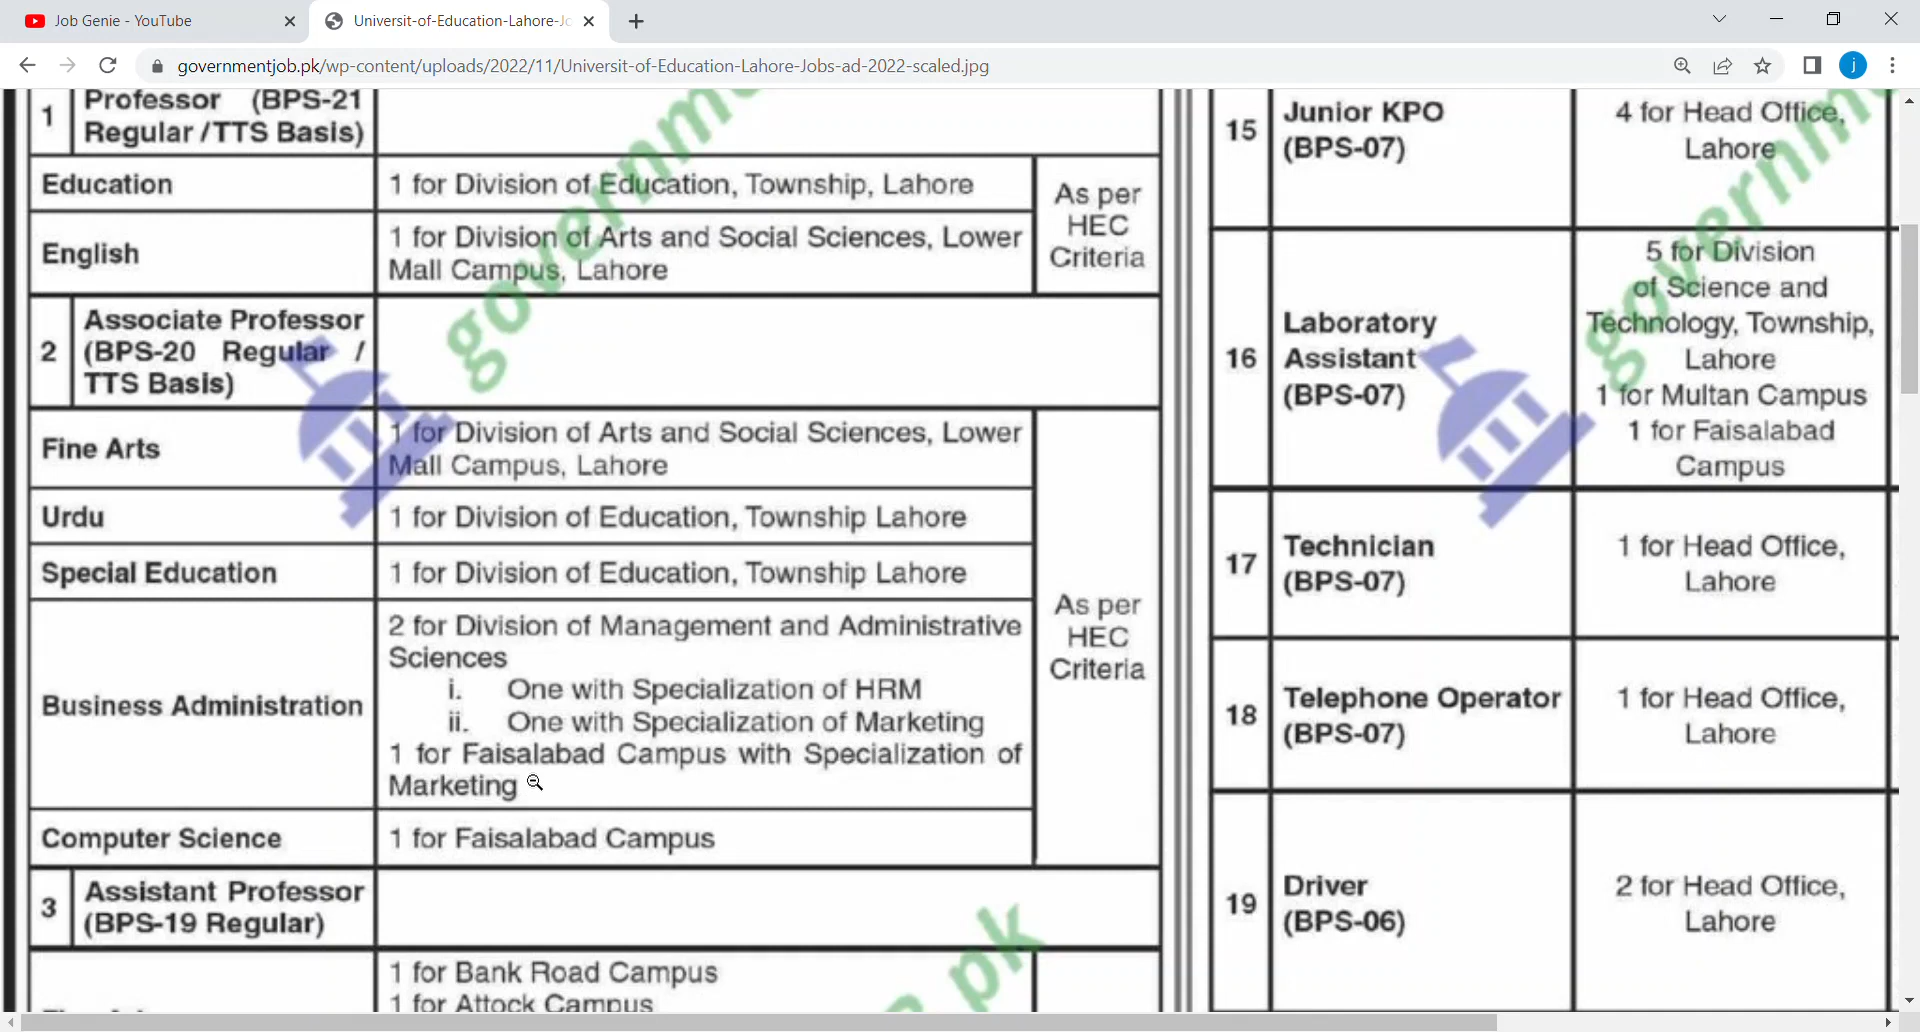 Job Genie - YouTube
Universit-of-Education-Lahore-Jo
governmentjob.pk/wp-content/uploads/2022/11/Universit-of-Education-Lahore-Jobs-ad-2022-scaled.jpg
j
1
Professor (BPS-21
Regular /TTS Basis)
Education
1 for Division of Education, Township, Lahore
English
1 for Division of Arts and Social Sciences, Lower
Mall Campus, Lahore
As per
HEC
Criteria
2
Associate Professor
(BPS-20 Regular /
TTS Basis)
Fine Arts
1 for Division of Arts and Social Sciences, Lower
Mall Campus, Lahore
Urdu
1 for Division of Education, Township Lahore
Special Education
1 for Division of Education, Township Lahore
Business Administration
2 for Division of Management and Administrative
Sciences
i. One with Specialization of HRM
ii. One with Specialization of Marketing
1 for Faisalabad Campus with Specialization of
Marketing
Computer Science
1 for Faisalabad Campus
As per
HEC
Criteria
3
Assistant Professor
(BPS-19 Regular)
1 for Bank Road Campus
1 for Attock Campus
15
Junior KPO
(BPS-07)
4 for Head Office,
Lahore
16
Laboratory
Assistant
(BPS-07)
5 for Division
of Science and
Technology, Township,
Lahore
1 for Multan Campus
1 for Faisalabad
Campus
17
Technician
(BPS-07)
1 for Head Office,
Lahore
18
Telephone Operator
(BPS-07)
1 for Head Office,
Lahore
19
Driver
(BPS-06)
2 for Head Office,
Lahore
governm
governm
.pk